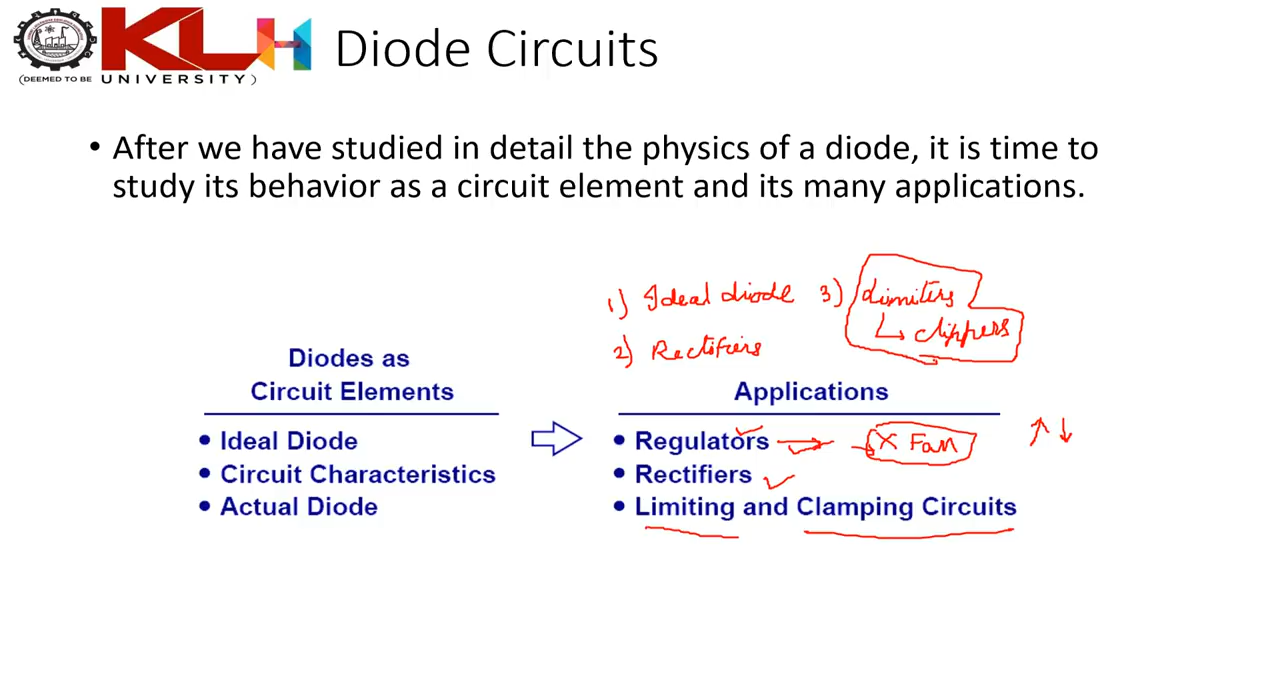 KLH Diode Circuits
(DEEMED TO BE UNIVERSITY)
• After we have studied in detail the physics of a diode, it is time to
study its behavior as a circuit element and its many applications.
1) Ideal diode 3) Limiters
↳ clippers
2) Rectifiers
Diodes as
Circuit Elements
• Ideal Diode
• Circuit Characteristics
• Actual Diode
Applications
• Regulators → X Fan ↑ ↓
• Rectifiers ✓
• Limiting and Clamping Circuits